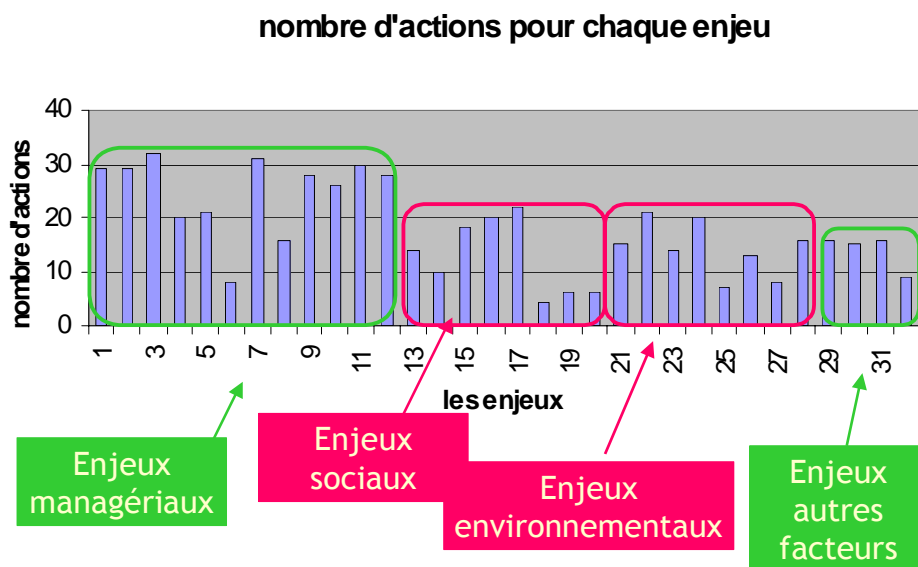 nombre d'actions pour chaque enjeu
nombre d'actions
40
30
20
10
0
1
3
5
7
9
11
13
15
17
19
21
23
25
27
29
31
les enjeux
Enjeux
managériaux
Enjeux
sociaux
Enjeux
environnementaux
Enjeux
autres
facteurs